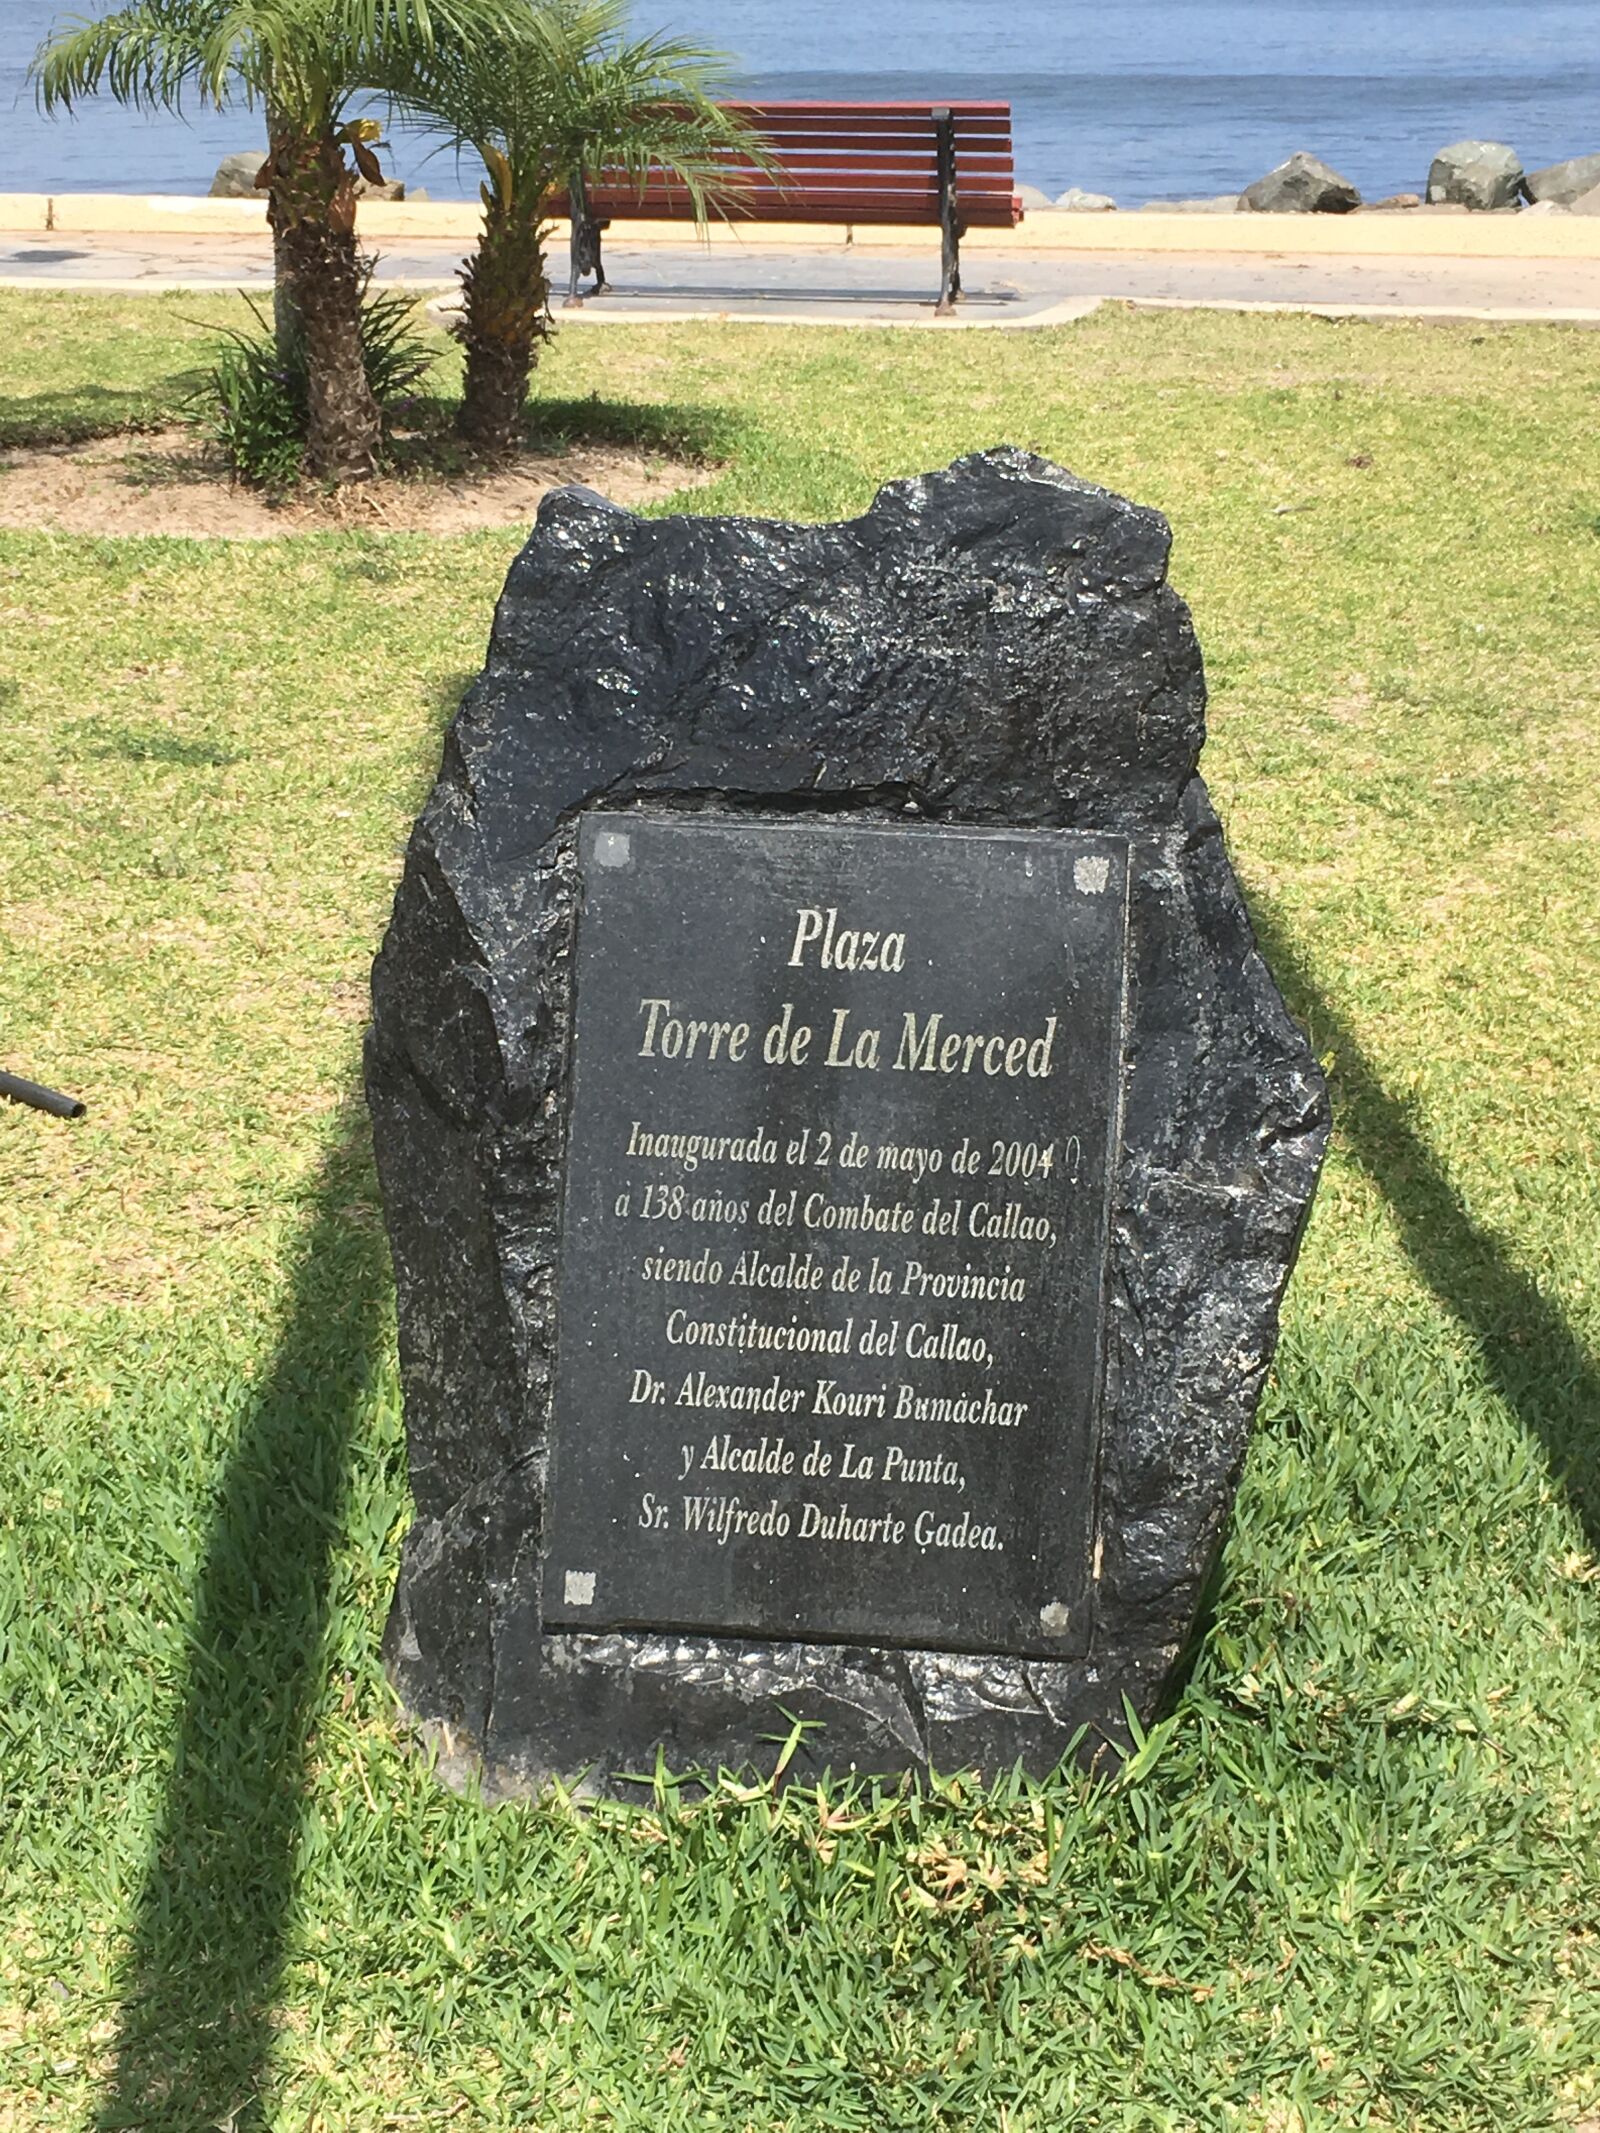 Plaza
Torre de La Merced
Inaugurada el 2 de mayo de 2004
a 138 años del Combate del Callao,
siendo Alcalde de la Provincia
Constitucional del Callao,
Dr. Alexander Kouri Bumachar
y Alcalde de La Punta,
Sr. Wilfredo Duharte Gadea.